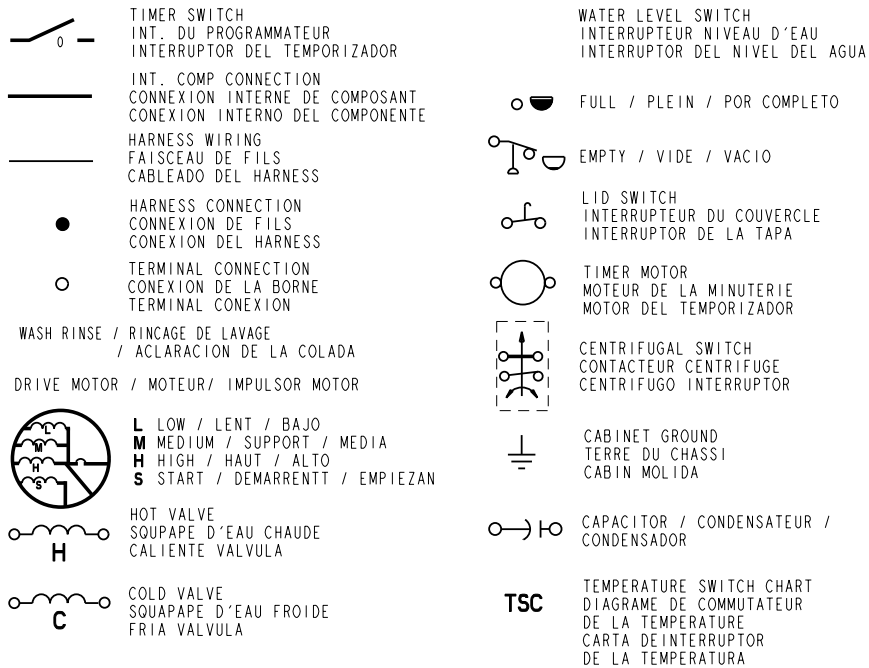 TIMER SWITCH
INT. DU PROGRAMMATEUR
INTERRUPTOR DEL TEMPORIZADOR
0
INT. COMP CONNECTION
CONNEXION INTERNE DE COMPOSANT
CONEXION INTERNO DEL COMPONENTE
HARNESS WIRING
FAISCEAU DE FILS
CABLEADO DEL HARNESS
HARNESS CONNECTION
CONNEXION DE FILS
CONEXION DEL HARNESS
TERMINAL CONNECTION
CONEXION DE LA BORNE
TERMINAL CONEXION
WASH RINSE / RINCAGE DE LAVAGE
/ ACLARACION DE LA COLADA
DRIVE MOTOR / MOTEUR/ IMPULSOR MOTOR
L
M
H
S
L LOW / LENT / BAJO
M MEDIUM / SUPPORT / MEDIA
H HIGH / HAUT / ALTO
S START / DEMARRENTT / EMPIEZAN
HOT VALVE
SQUPAPE D'EAU CHAUDE
CALIENTE VALVULA
H
COLD VALVE
SQUAPAPE D'EAU FROIDE
FRIA VALVULA
C
WATER LEVEL SWITCH
INTERRUPTEUR NIVEAU D'EAU
INTERRUPTOR DEL NIVEL DEL AGUA
FULL / PLEIN / POR COMPLETO
EMPTY / VIDE / VACIO
LID SWITCH
INTERRUPTEUR DU COUVERCLE
INTERRUPTOR DE LA TAPA
TIMER MOTOR
MOTEUR DE LA MINUTERIE
MOTOR DEL TEMPORIZADOR
CENTRIFUGAL SWITCH
CONTACTEUR CENTRIFUGE
CENTRIFUGO INTERRUPTOR
CABINET GROUND
TERRE DU CHASSI
CABIN MOLIDA
CAPACITOR / CONDENSATEUR /
CONDENSADOR
TSC
TEMPERATURE SWITCH CHART
DIAGRAME DE COMMUTATEUR
DE LA TEMPERATURE
CARTA DEINTERRUPTOR
DE LA TEMPERATURA